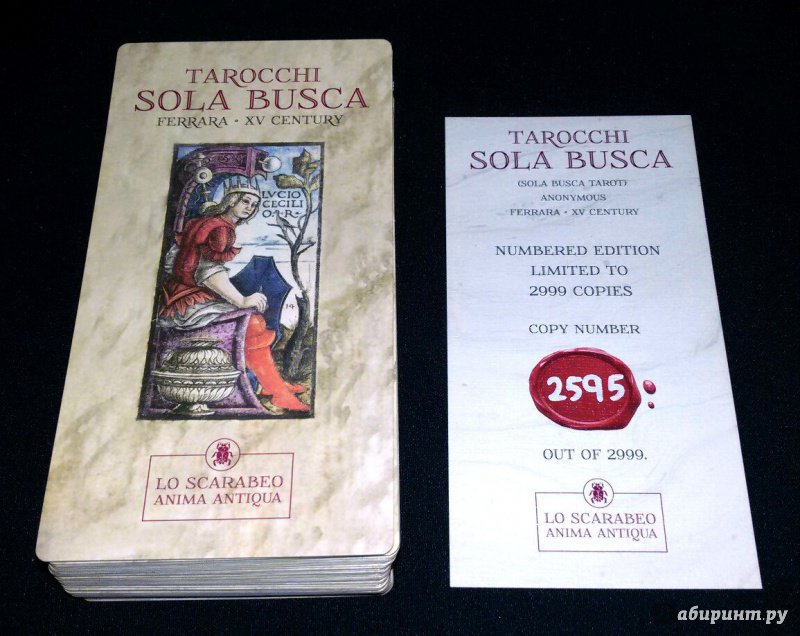 TAROCCHI
SOLA BUSCA
FERRARA • XV CENTURY
LVCIO
CECILI
O•A•R•
14
LO SCARABEO
ANIMA ANTIQUA
TAROCCHI
SOLA BUSCA
(SOLA BUSCA TAROT)
ANONYMOUS
FERRARA • XV CENTURY
NUMBERED EDITION
LIMITED TO
2999 COPIES
COPY NUMBER
2595
OUT OF 2999.
LO SCARABEO
ANIMA ANTIQUA
абиринт.ру